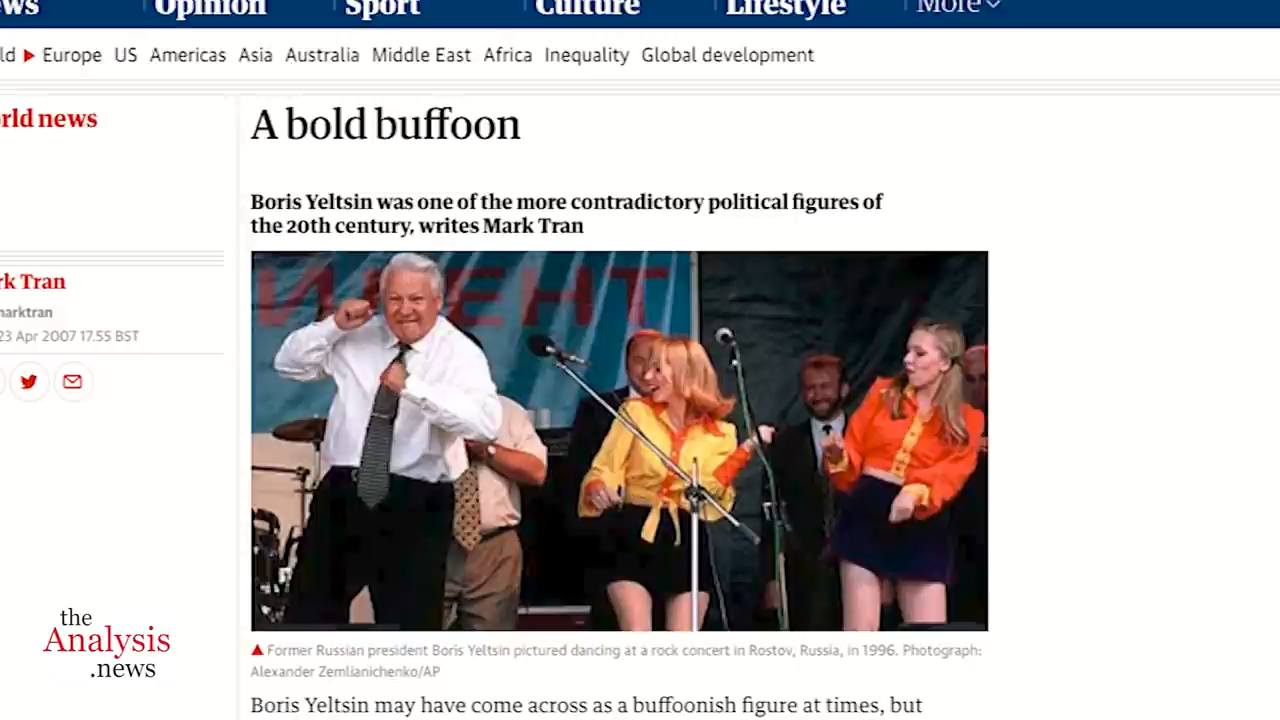 ws Opinion Sport Culture Lifestyle More
ld Europe US Americas Asia Australia Middle East Africa Inequality Global development
rld news
A bold buffoon
Boris Yeltsin was one of the more contradictory political figures of
the 20th century, writes Mark Tran
ИДЕНТ
rk Tran
marktran
23 Apr 2007 17.55 BST
Former Russian president Boris Yeltsin pictured dancing at a rock concert in Rostov, Russia, in 1996. Photograph:
Alexander Zemlianichenko/AP
Boris Yeltsin may have come across as a buffoonish figure at times, but
the
Analysis
.news